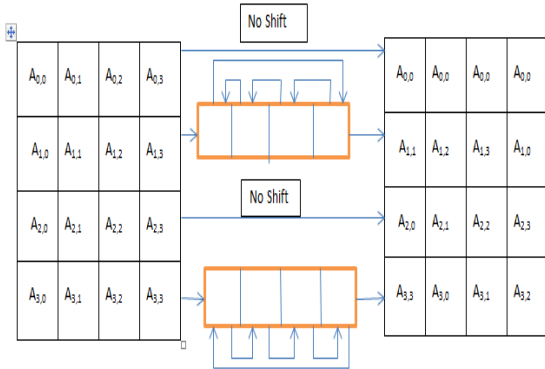 No Shift
A0,0 A0,1 A0,2 A0,3
A1,0 A1,1 A1,2 A1,3
A2,0 A2,1 A2,2 A2,3
A3,0 A3,1 A3,2 A3,3
No Shift
A0,0 A0,0 A0,0 A0,0
A1,1 A1,2 A1,3 A1,0
A2,0 A2,1 A2,2 A2,3
A3,3 A3,0 A3,1 A3,2